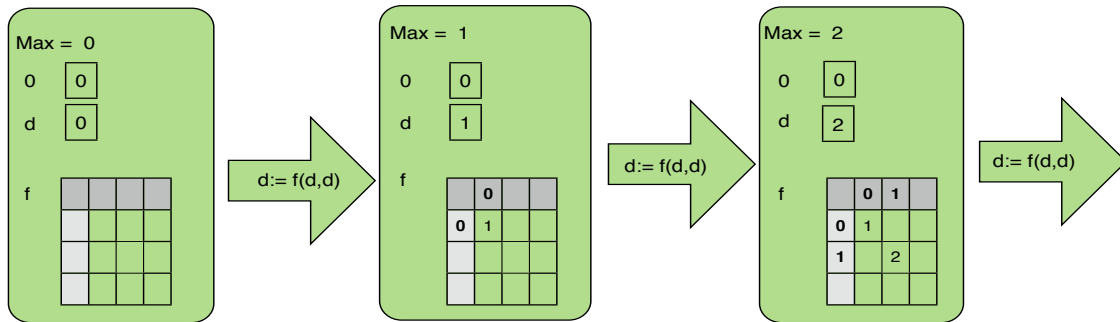 Max = 0
0 0
d 0
f
d:= f(d,d)
Max = 1
0 0
d 1
f
0
0 1
d:= f(d,d)
Max = 2
0 0
d 2
f
0 1
0 1
1 2
d:= f(d,d)